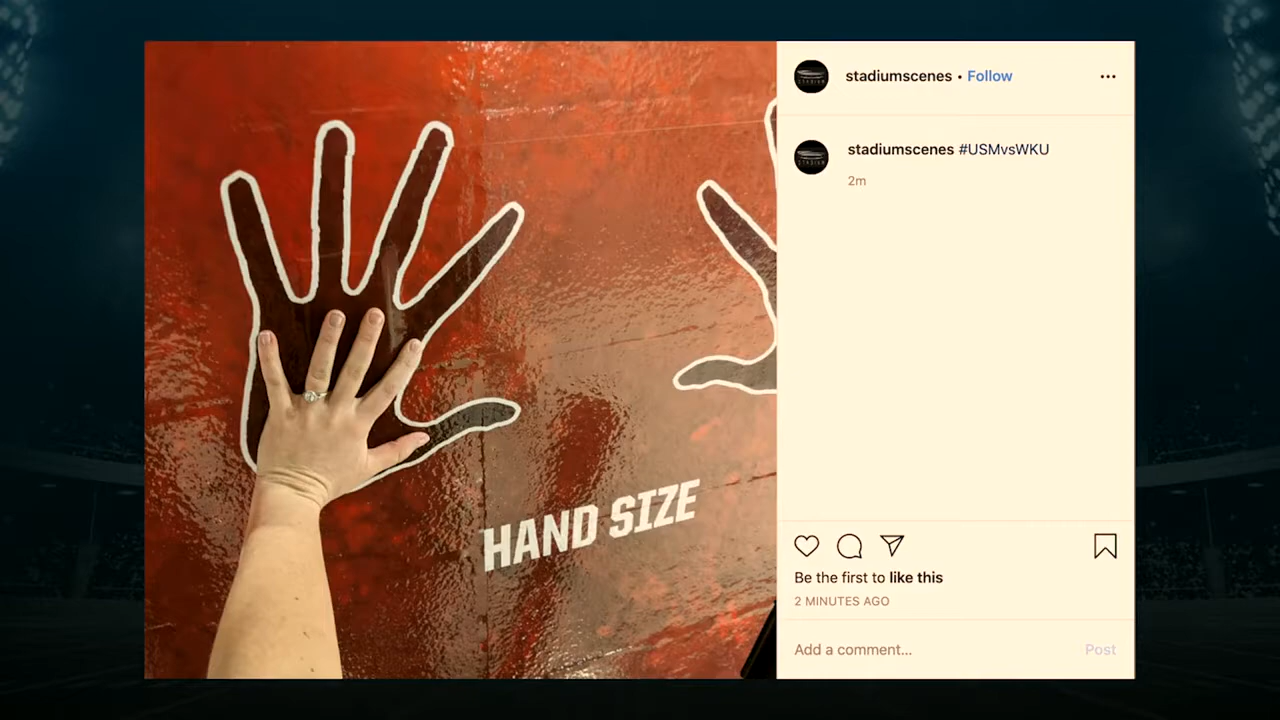 HAND SIZE
stadiumscenes • Follow
stadiumscenes #USMvsWKU
2m
Be the first to like this
2 MINUTES AGO
Add a comment... Post